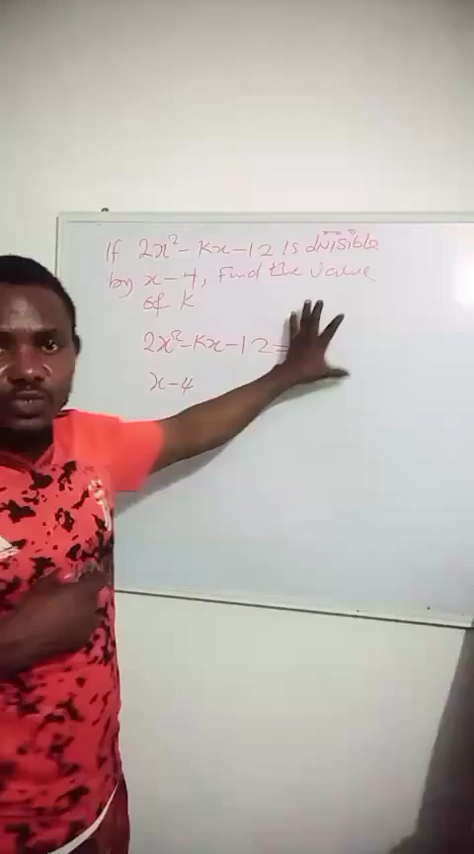 If 2x² - Kx - 12 is divisible
by x - 4, Find the value
of K
2x² - Kx - 12 =
x - 4